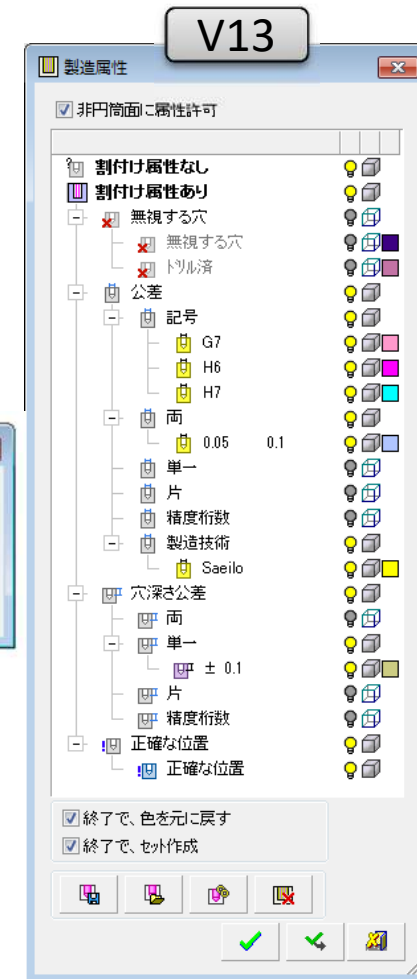 V13
製造属性
非円筒面に属性許可
割付け属性なし
割付け属性あり
無視する穴
無視する穴
ドリル済
公差
記号
G7
H6
H7
両
0.05 0.1
単一
片
精度桁数
製造技術
Saeilo
穴深さ公差
両
単一
± 0.1
片
精度桁数
正確な位置
正確な位置
終了で、色を元に戻す
終了で、セット作成